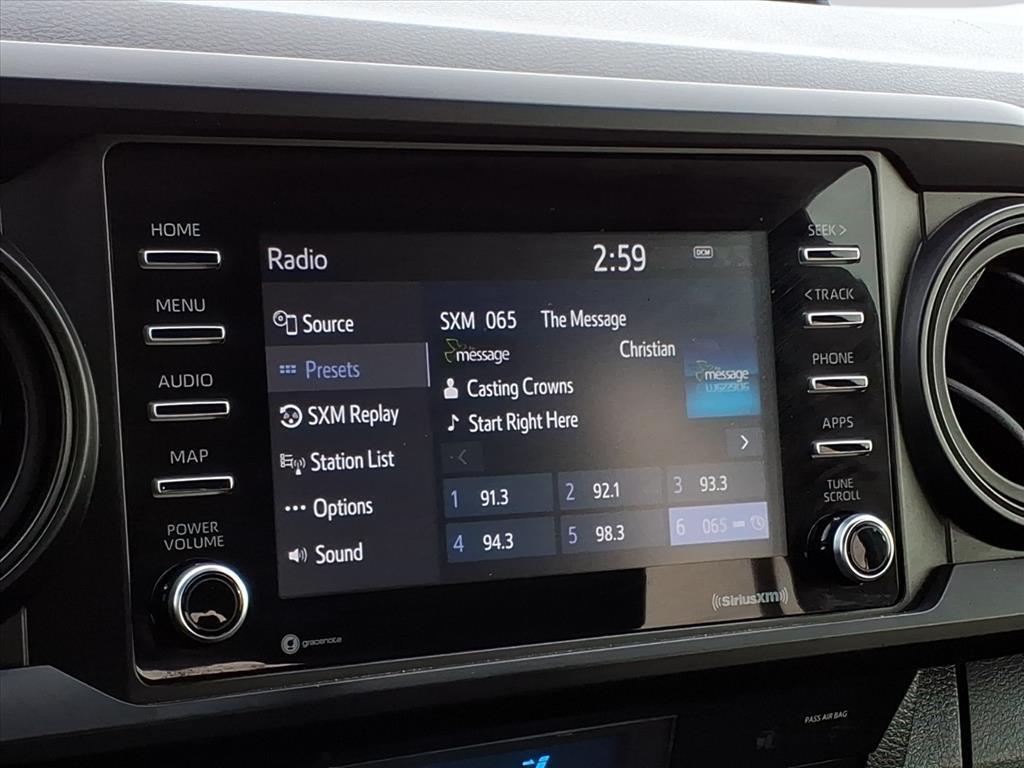 HOME
MENU
AUDIO
MAP
POWER
VOLUME
Radio
2:59
DCM
Source
Presets
SXM Replay
Station List
Options
Sound
SXM 065 The Message
message
Christian
Casting Crowns
Start Right Here
message
<
>
1 91.3
2 92.1
3 93.3
4 94.3
5 98.3
6 065
SEEK >
< TRACK
PHONE
APPS
TUNE
SCROLL
gracenote
((SiriusXM))
PASS AIR BAG